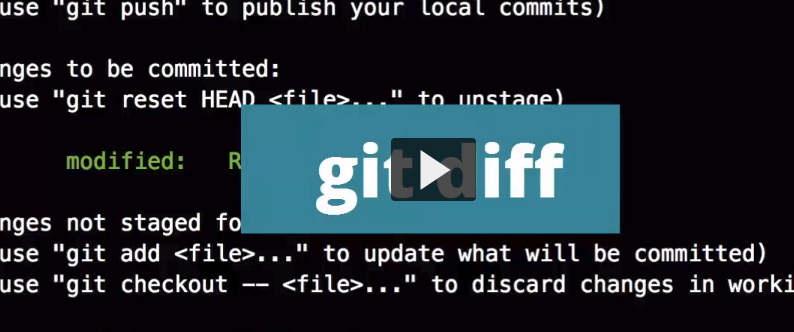 use "git push" to publish your local commits)
nges to be committed:
use "git reset HEAD <file>..." to unstage)
modified: R
git diff
nges not staged fo
use "git add <file>..." to update what will be committed)
use "git checkout -- <file>..." to discard changes in worki